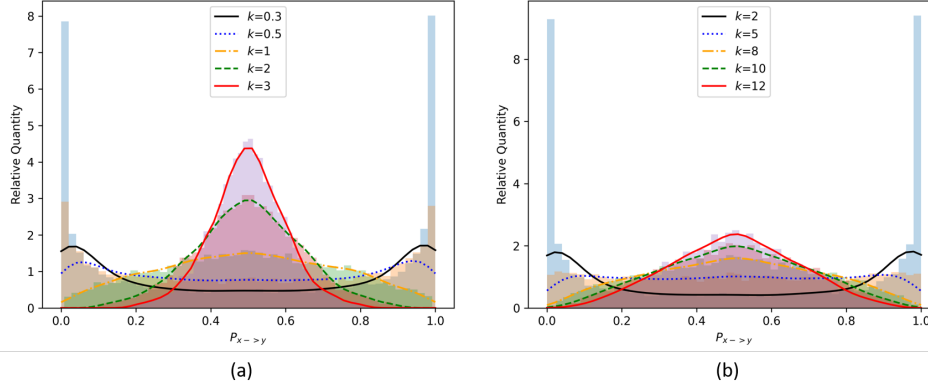 k=0.3
k=0.5
k=1
k=2
k=3
Relative Quantity
8
7
6
5
4
3
2
1
0
0.0 0.2 0.4 0.6 0.8 1.0
P x−>y
(a)
k=2
k=5
k=8
k=10
k=12
Relative Quantity
8
6
4
2
0
0.0 0.2 0.4 0.6 0.8 1.0
P x−>y
(b)